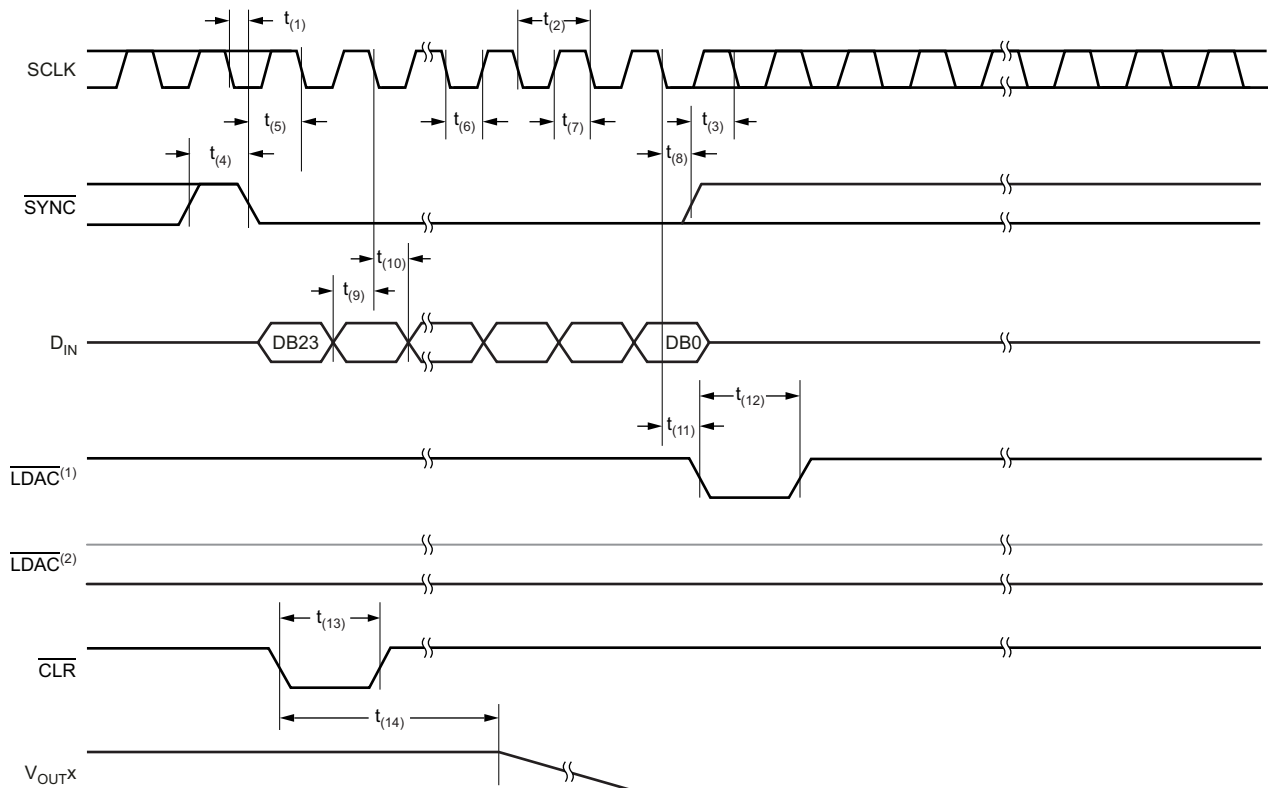 t(1)
t(2)
SCLK
t(5)
t(6)
t(7)
t(3)
t(4)
t(8)
SYNC
t(10)
t(9)
DIN
DB23
DB0
t(12)
t(11)
LDAC(1)
LDAC(2)
t(13)
CLR
t(14)
VOUTX